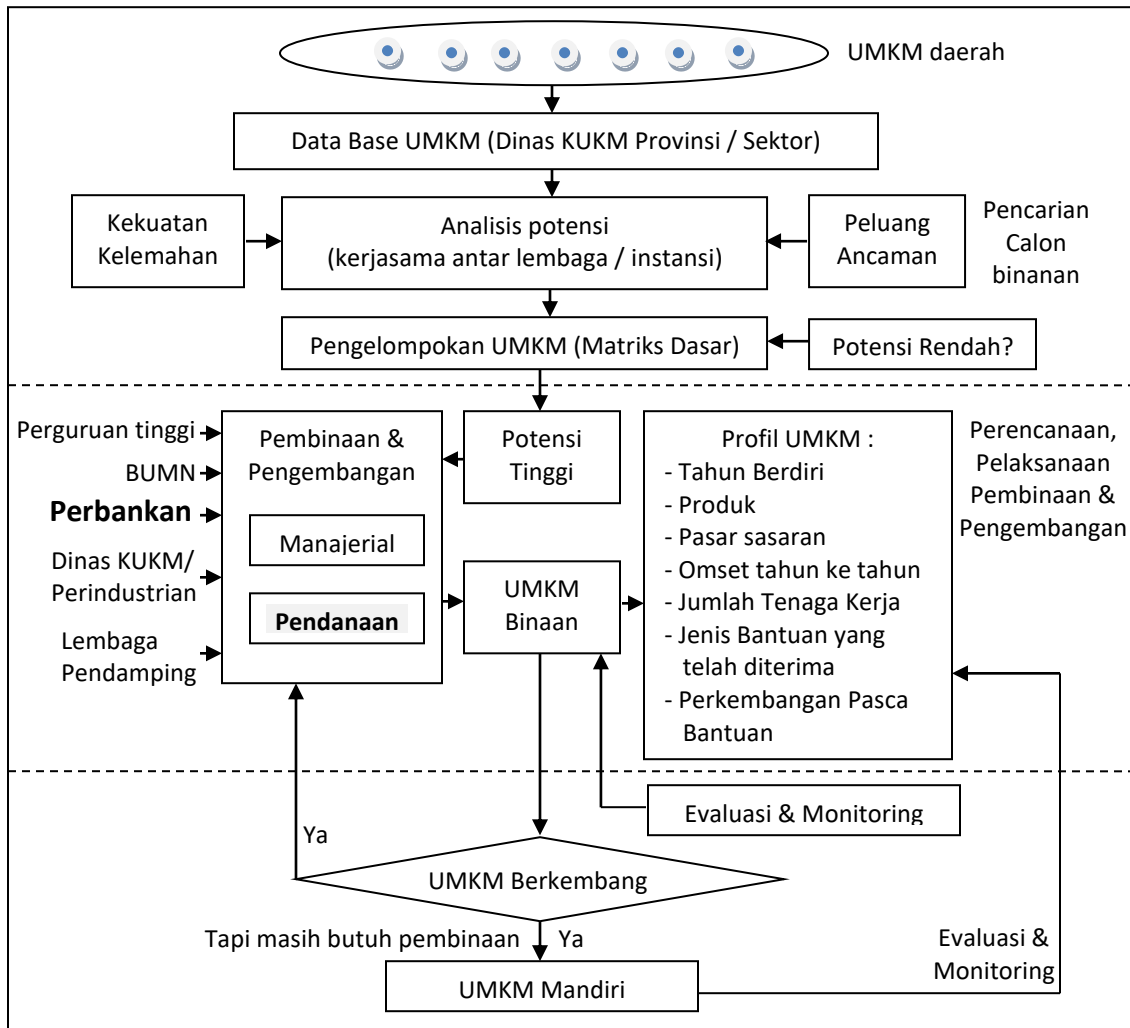 UMKM daerah
Data Base UMKM (Dinas KUKM Provinsi / Sektor)
Kekuatan
Kelemahan
Analisis potensi
(kerjasama antar lembaga / instansi)
Peluang
Ancaman
Pencarian
Calon
binanan
Pengelompokan UMKM (Matriks Dasar)
Potensi Rendah?
Perguruan tinggi
BUMN
Perbankan
Dinas KUKM/
Perindustrian
Lembaga
Pendamping
Pembinaan &
Pengembangan
Manajerial
Pendanaan
Potensi
Tinggi
UMKM
Binaan
Profil UMKM :
- Tahun Berdiri
- Produk
- Pasar sasaran
- Omset tahun ke tahun
- Jumlah Tenaga Kerja
- Jenis Bantuan yang
telah diterima
- Perkembangan Pasca
Bantuan
Perencanaan,
Pelaksanaan
Pembinaan &
Pengembangan
Evaluasi & Monitoring
Ya
UMKM Berkembang
Tapi masih butuh pembinaan
Ya
UMKM Mandiri
Evaluasi &
Monitoring